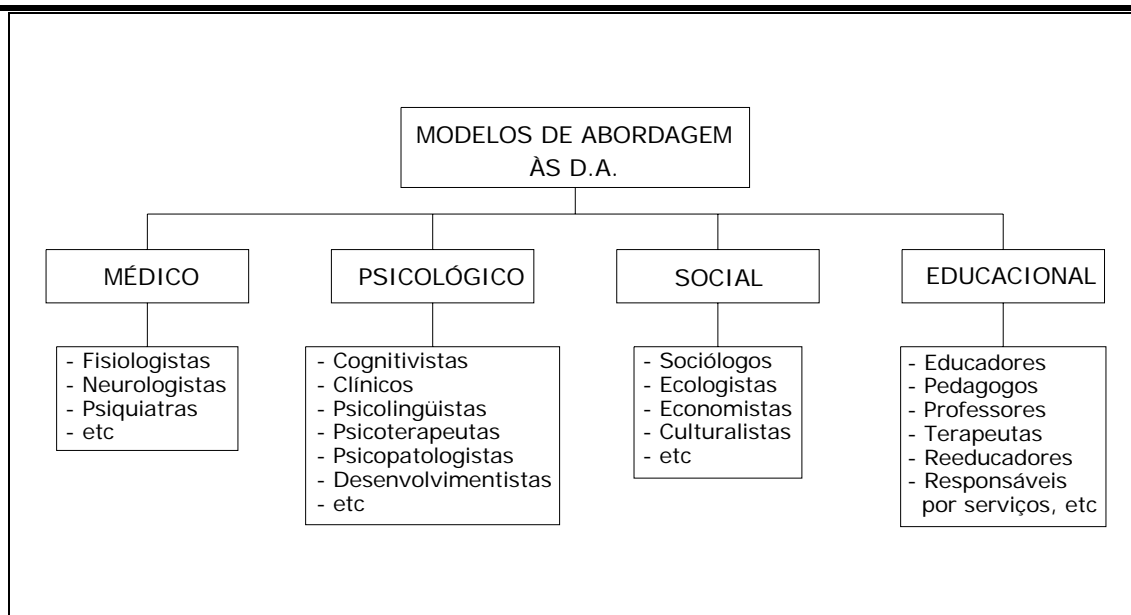 MODELOS DE ABORDAGEM
ÀS D.A.
MÉDICO
- Fisiologistas
- Neurologistas
- Psiquiatras
- etc
PSICOLÓGICO
- Cognitivistas
- Clínicos
- Psicolingüistas
- Psicoterapeutas
- Psicopatologistas
- Desenvolvimentistas
- etc
SOCIAL
- Sociólogos
- Ecologistas
- Economistas
- Culturalistas
- etc
EDUCACIONAL
- Educadores
- Pedagogos
- Professores
- Terapeutas
- Reeducadores
- Responsáveis
por serviços, etc